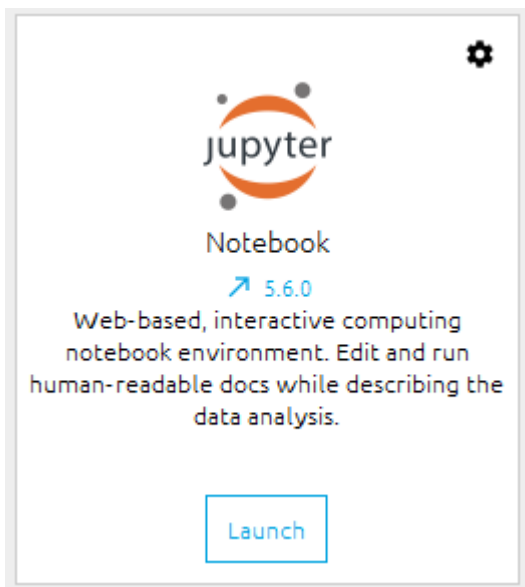 jupyter
Notebook
5.6.0
Web-based, interactive computing
notebook environment. Edit and run
human-readable docs while describing the
data analysis.
Launch